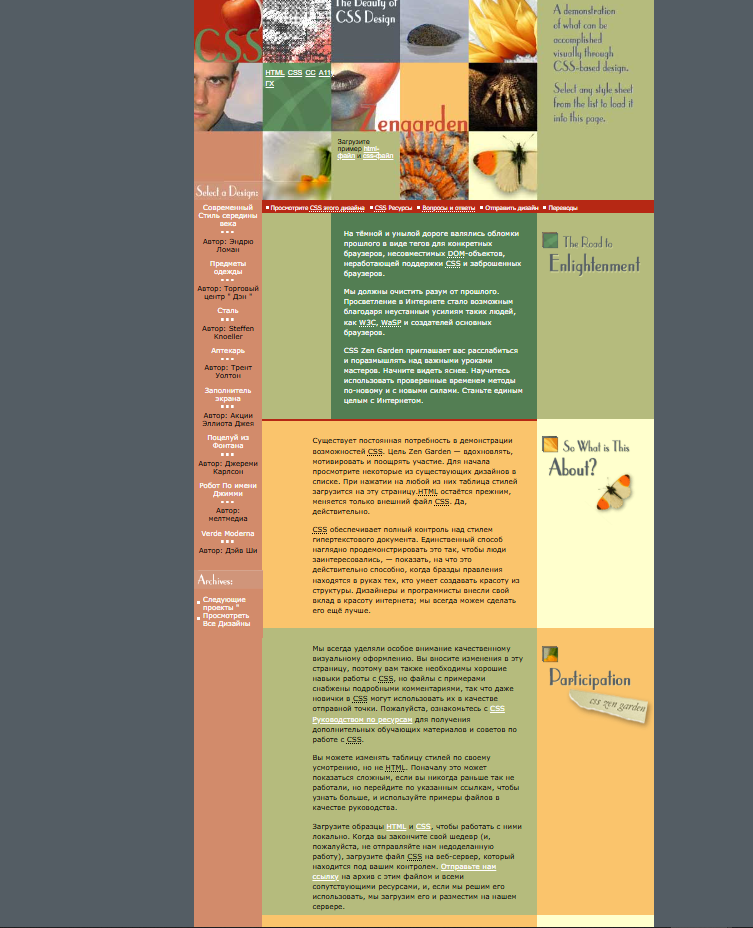 The Beauty of
CSS Design
CSS
HTML CSS CC A11
ГХ
Zengarden
Загрузите
пример html-
файл и css-файл
A demonstration
of what can be
accomplished
visually through
CSS-based design.
Select any style sheet
from the list to load it
into this page.
Select a Design:
Современный
Стиль середины
века
Автор: Эндрю
Ломан
Предметы
одежды
Автор: Торговый
центр " Дэн "
Сталь
Автор: Steffen
Knoeller
Аптекарь
Автор: Трент
Уолтон
Заполнитель
экрана
Автор: Акции
Эллиота Джея
Поцелуй из
Фонтана
Автор: Джереми
Карлсон
Робот По имени
Джимми
Автор:
мелтмедиа
Verde Moderna
Автор: Дэйв Ши
Archives:
Следующие
проекты "
Просмотреть
Все Дизайны
Просмотрите CSS этого дизайна
CSS Ресурсы
Вопросы и ответы
Отправить дизайн
Переводы
The Road to
Enlightenment
На тёмной и унылой дороге валялись обломки
прошлого в виде тегов для конкретных
браузеров, несовместимых DOM-объектов,
неработающей поддержки CSS и заброшенных
браузеров.
Мы должны очистить разум от прошлого.
Просветление в Интернете стало возможным
благодаря неустанным усилиям таких людей,
как W3C, WaSP и создателей основных
браузеров.
CSS Zen Garden приглашает вас расслабиться
и поразмышлять над важными уроками
мастеров. Начните видеть яснее. Научитесь
использовать проверенные временем методы
по-новому и с новыми силами. Станьте единым
целым с Интернетом.
So What is This
About?
Существует постоянная потребность в демонстрации
возможностей CSS. Цель Zen Garden — вдохновлять,
мотивировать и поощрять участие. Для начала
просмотрите некоторые из существующих дизайнов в
списке. При нажатии на любой из них таблица стилей
загрузится на эту страницу.HTML остаётся прежним,
меняется только внешний файл CSS. Да,
действительно.
CSS обеспечивает полный контроль над стилем
гипертекстового документа. Единственный способ
наглядно продемонстрировать это так, чтобы люди
заинтересовались, — показать, на что это
действительно способно, когда бразды правления
находятся в руках тех, кто умеет создавать красоту из
структуры. Дизайнеры и программисты внесли свой
вклад в красоту интернета; мы всегда можем сделать
его ещё лучше.
Participation
css zen garden
Мы всегда уделяли особое внимание качественному
визуальному оформлению. Вы вносите изменения в эту
страницу, поэтому вам также необходимы хорошие
навыки работы с CSS, но файлы с примерами
снабжены подробными комментариями, так что даже
новички в CSS могут использовать их в качестве
отправной точки. Пожалуйста, ознакомьтесь с CSS
Руководством по ресурсам для получения
дополнительных обучающих материалов и советов по
работе с CSS.
Вы можете изменять таблицу стилей по своему
усмотрению, но не HTML. Поначалу это может
показаться сложным, если вы никогда раньше так не
работали, но перейдите по указанным ссылкам, чтобы
узнать больше, и используйте примеры файлов в
качестве руководства.
Загрузите образцы HTML и CSS, чтобы работать с ними
локально. Когда вы закончите свой шедевр (и,
пожалуйста, не отправляйте нам недоделанную
работу), загрузите файл CSS на веб-сервер, который
находится под вашим контролем. Отправьте нам
ссылку на архив с этим файлом и всеми
сопутствующими ресурсами, и, если мы решим его
использовать, мы загрузим его и разместим на нашем
сервере.